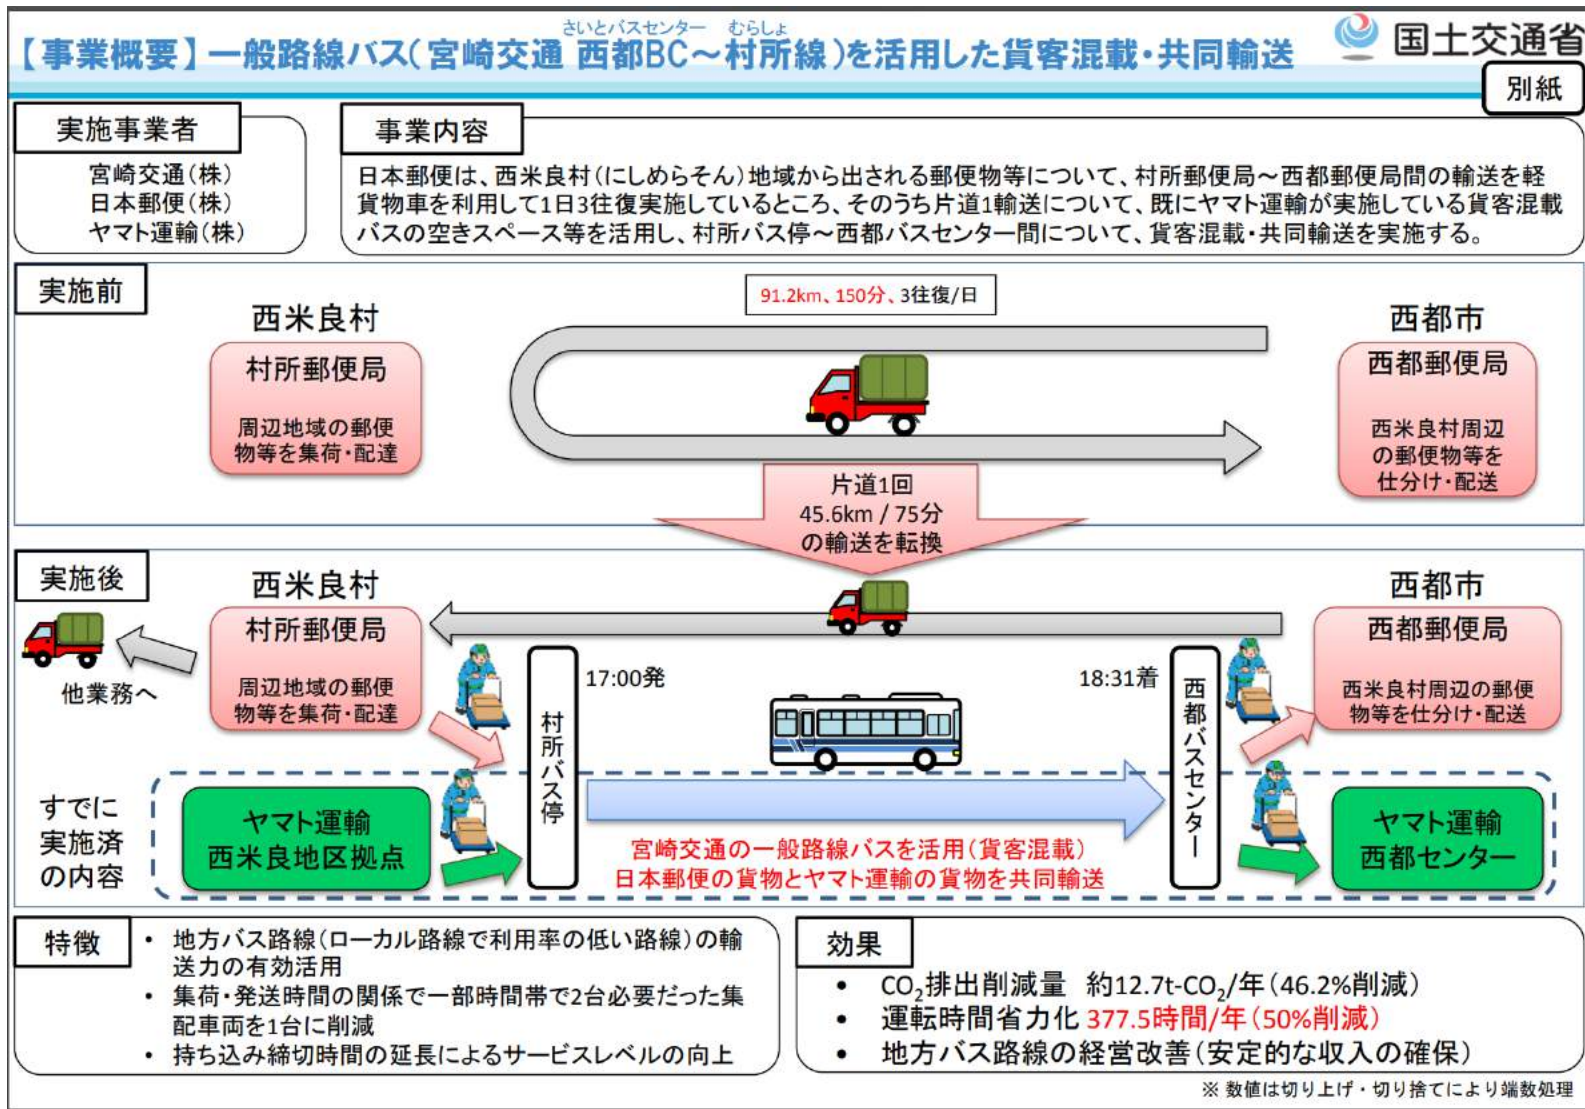 さいとバスセンター　むらしょ
【事業概要】一般路線バス（宮崎交通 西都BC～村所線）を活用した貨客混載・共同輸送
国土交通省
別紙
実施事業者
宮崎交通（株）
日本郵便（株）
ヤマト運輸（株）
事業内容
日本郵便は、西米良村（にしめらそん）地域から出される郵便物等について、村所郵便局～西都郵便局間の輸送を軽
貨物車を利用して1日3往復実施しているところ、そのうち片道1輸送について、既にヤマト運輸が実施している貨客混載
バスの空きスペース等を活用し、村所バス停～西都バスセンター間について、貨客混載・共同輸送を実施する。
実施前
91.2km、150分、3往復/日
西米良村
村所郵便局
周辺地域の郵便
物等を集荷・配達
西都市
西都郵便局
西米良村周辺
の郵便物等を
仕分け・配送
片道1回
45.6km / 75分
の輸送を転換
実施後
西米良村
村所郵便局
周辺地域の郵便
物等を集荷・配達
他業務へ
西都市
西都郵便局
西米良村周辺の郵便
物等を仕分け・配送
村所バス停
17:00発
18:31着
西都バスセンター
すでに
実施済
の内容
ヤマト運輸
西米良地区拠点
宮崎交通の一般路線バスを活用（貨客混載）
日本郵便の貨物とヤマト運輸の貨物を共同輸送
ヤマト運輸
西都センター
特徴
• 地方バス路線（ローカル路線で利用率の低い路線）の輸
送力の有効活用
• 集荷・発送時間の関係で一部時間帯で2台必要だった集
配車両を1台に削減
• 持ち込み締切時間の延長によるサービスレベルの向上
効果
• CO₂排出削減量　約12.7t-CO₂/年（46.2%削減）
• 運転時間省力化 377.5時間/年（50%削減）
• 地方バス路線の経営改善（安定的な収入の確保）
※ 数値は切り上げ・切り捨てにより端数処理